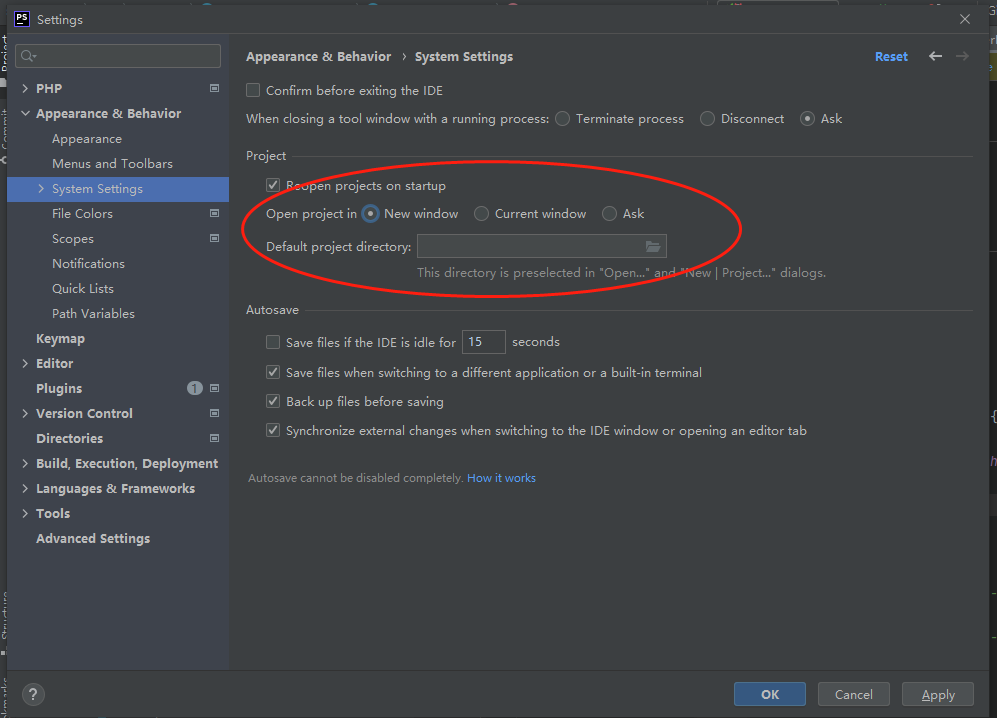 PS Settings
Appearance & Behavior › System Settings Reset
PHP
Appearance & Behavior
Appearance
Menus and Toolbars
System Settings
File Colors
Scopes
Notifications
Quick Lists
Path Variables
Keymap
Editor
Plugins 1
Version Control
Directories
Build, Execution, Deployment
Languages & Frameworks
Tools
Advanced Settings
Confirm before exiting the IDE
When closing a tool window with a running process: Terminate process Disconnect Ask
Project
Reopen projects on startup
Open project in New window Current window Ask
Default project directory:
This directory is preselected in "Open..." and "New | Project..." dialogs.
Autosave
Save files if the IDE is idle for 15 seconds
Save files when switching to a different application or a built-in terminal
Back up files before saving
Synchronize external changes when switching to the IDE window or opening an editor tab
Autosave cannot be disabled completely. How it works
? OK Cancel Apply